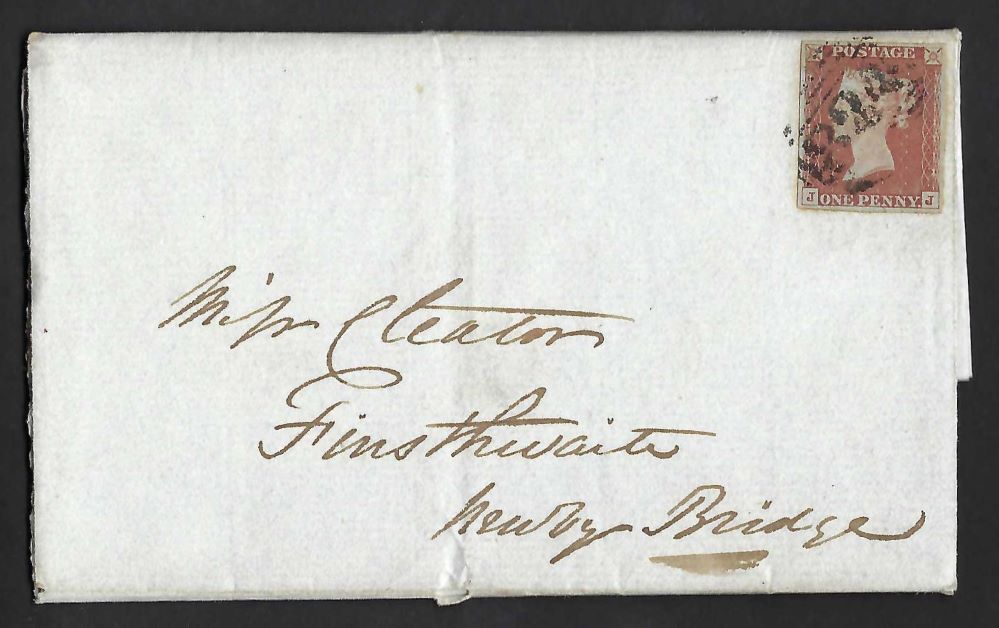 POSTAGE
J ONE PENNY. J
Miss Cleator
Finsthwaite
Newby Bridge